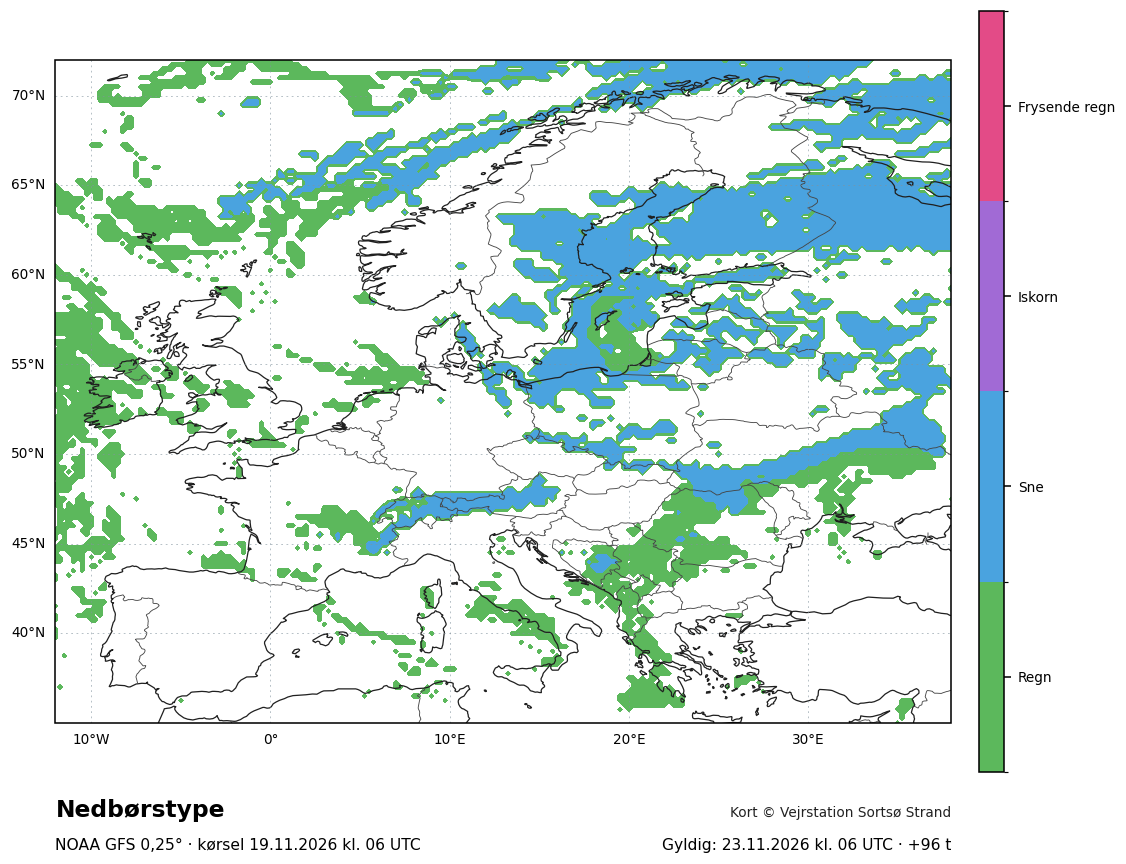 70°N
65°N
60°N
55°N
50°N
45°N
40°N
10°W
0°
10°E
20°E
30°E
Frysende regn
Iskorn
Sne
Regn
Nedbørstype
Kort © Vejrstation Sortsø Strand
NOAA GFS 0,25° · kørsel 19.11.2026 kl. 06 UTC
Gyldig: 23.11.2026 kl. 06 UTC · +96 t